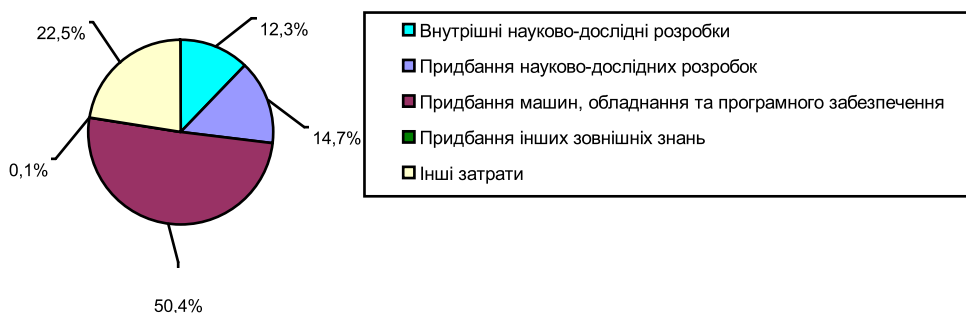 22,5%
12,3%
14,7%
0,1%
50,4%
Внутрішні науково-дослідні розробки
Придбання науково-дослідних розробок
Придбання машин, обладнання та програмного забезпечення
Придбання інших зовнішніх знань
Інші затрати